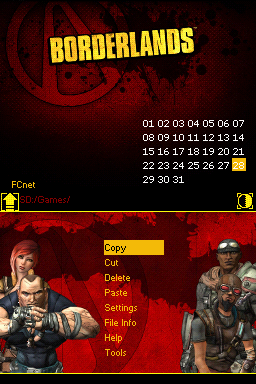 BORDERLANDS
01 02 03 04 05 06 07
08 09 10 11 12 13 14
15 16 17 18 19 20 21
22 23 24 25 26 27 28
29 30 31
FCnet
SD:/Games/
Copy
Cut
Delete
Paste
Settings
File Info
Help
Tools